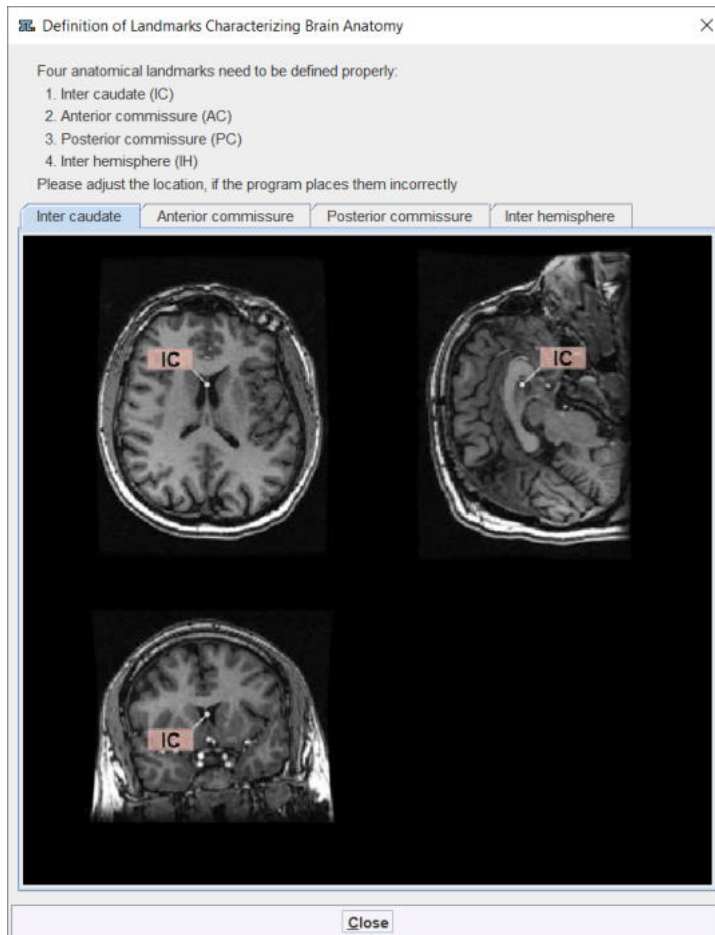 Definition of Landmarks Characterizing Brain Anatomy
Four anatomical landmarks need to be defined properly:
1. Inter caudate (IC)
2. Anterior commissure (AC)
3. Posterior commissure (PC)
4. Inter hemisphere (IH)
Please adjust the location, if the program places them incorrectly
Inter caudate Anterior commissure Posterior commissure Inter hemisphere
IC IC
IC
Close